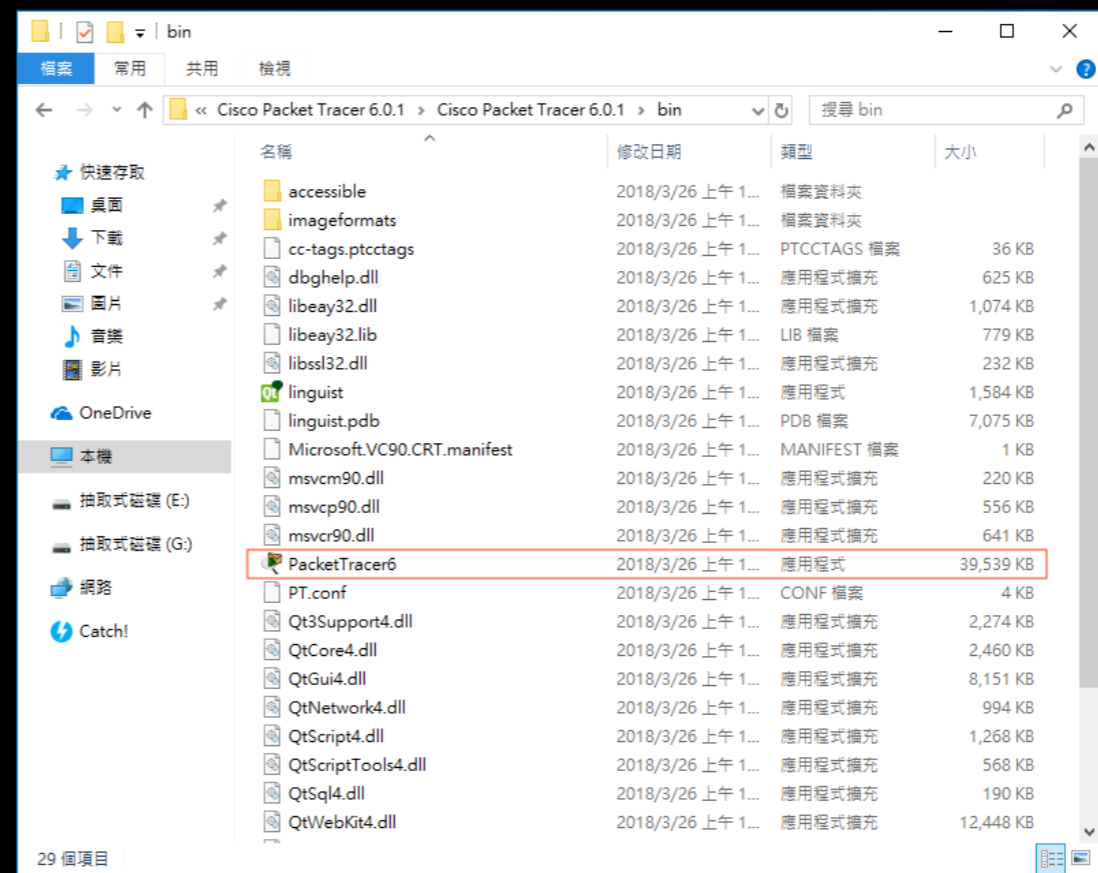 bin
檔案 常用 共用 檢視
« Cisco Packet Tracer 6.0.1 › Cisco Packet Tracer 6.0.1 › bin 搜尋 bin
名稱 修改日期 類型 大小
快速存取
桌面
下載
文件
圖片
音樂
影片
OneDrive
本機
抽取式磁碟 (E:)
抽取式磁碟 (G:)
網路
Catch!
accessible 2018/3/26 上午 1... 檔案資料夾
imageformats 2018/3/26 上午 1... 檔案資料夾
cc-tags.ptcctags 2018/3/26 上午 1... PTCCTAGS 檔案 36 KB
dbghelp.dll 2018/3/26 上午 1... 應用程式擴充 625 KB
libeay32.dll 2018/3/26 上午 1... 應用程式擴充 1,074 KB
libeay32.lib 2018/3/26 上午 1... LIB 檔案 779 KB
libssl32.dll 2018/3/26 上午 1... 應用程式擴充 232 KB
linguist 2018/3/26 上午 1... 應用程式 1,584 KB
linguist.pdb 2018/3/26 上午 1... PDB 檔案 7,075 KB
Microsoft.VC90.CRT.manifest 2018/3/26 上午 1... MANIFEST 檔案 1 KB
msvcm90.dll 2018/3/26 上午 1... 應用程式擴充 220 KB
msvcp90.dll 2018/3/26 上午 1... 應用程式擴充 556 KB
msvcr90.dll 2018/3/26 上午 1... 應用程式擴充 641 KB
PacketTracer6 2018/3/26 上午 1... 應用程式 39,539 KB
PT.conf 2018/3/26 上午 1... CONF 檔案 4 KB
Qt3Support4.dll 2018/3/26 上午 1... 應用程式擴充 2,274 KB
QtCore4.dll 2018/3/26 上午 1... 應用程式擴充 2,460 KB
QtGui4.dll 2018/3/26 上午 1... 應用程式擴充 8,151 KB
QtNetwork4.dll 2018/3/26 上午 1... 應用程式擴充 994 KB
QtScript4.dll 2018/3/26 上午 1... 應用程式擴充 1,268 KB
QtScriptTools4.dll 2018/3/26 上午 1... 應用程式擴充 568 KB
QtSql4.dll 2018/3/26 上午 1... 應用程式擴充 190 KB
QtWebKit4.dll 2018/3/26 上午 1... 應用程式擴充 12,448 KB
29 個項目